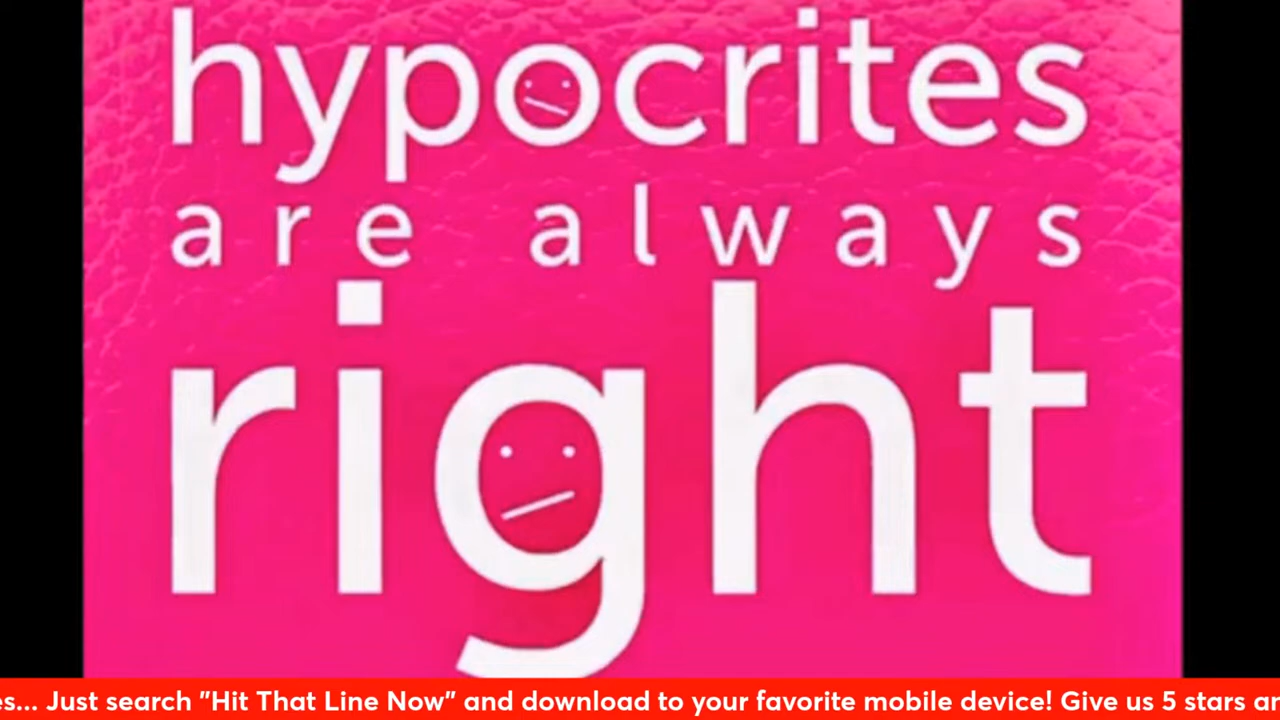 hypocrites
are always
right
es... Just search "Hit That Line Now" and download to your favorite mobile device! Give us 5 stars an